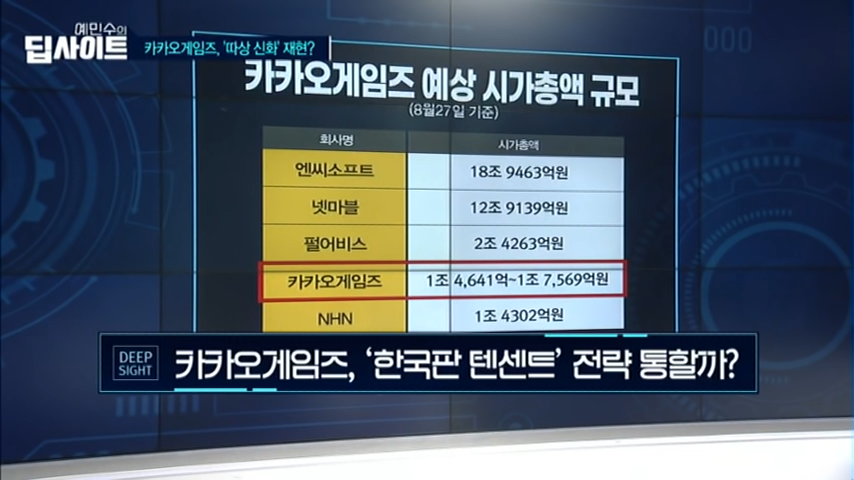 예민수의
딥사이트
카카오게임즈, '따상 신화' 재현?
카카오게임즈 예상 시가총액 규모
(8월27일 기준)
회사명 시가총액
엔씨소프트 18조 9463억원
넷마블 12조 9139억원
펄어비스 2조 4263억원
카카오게임즈 1조 4,641억~1조 7,569억원
NHN 1조 4302억원
DEEP
SIGHT
카카오게임즈, '한국판 텐센트' 전략 통할까?
000